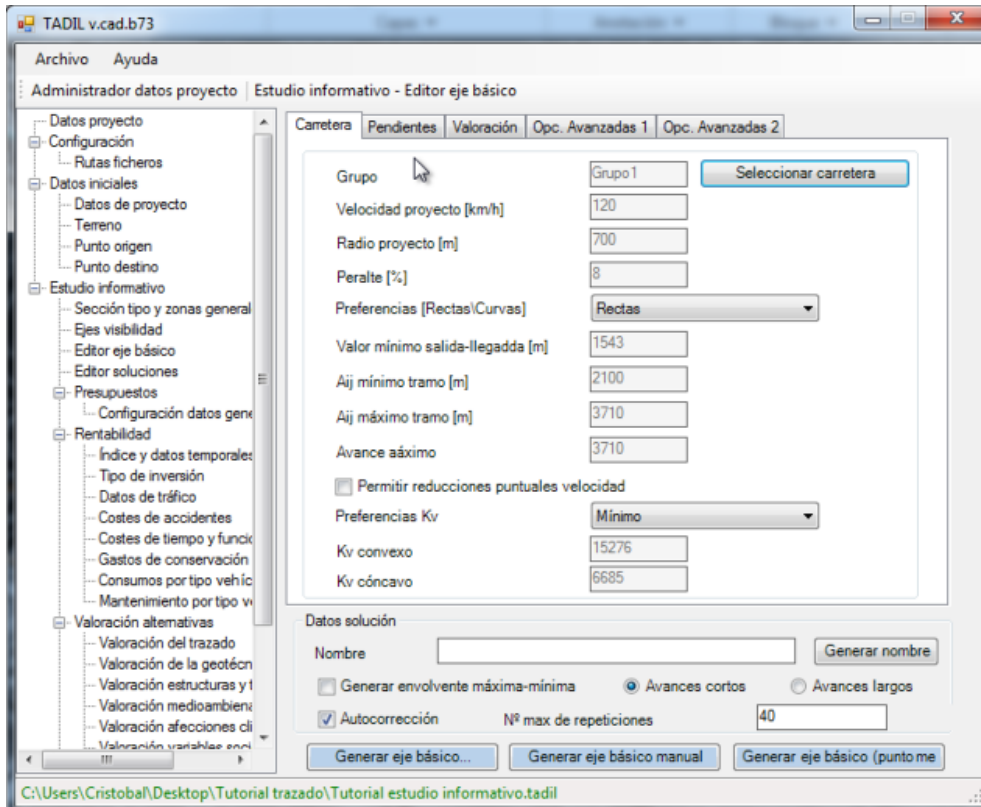 TADIL v.cad.b73
Archivo Ayuda
Administrador datos proyecto Estudio informativo - Editor eje básico
Datos proyecto
Configuración
Rutas ficheros
Datos iniciales
Datos de proyecto
Terreno
Punto origen
Punto destino
Estudio informativo
Sección tipo y zonas general
Ejes visibilidad
Editor eje básico
Editor soluciones
Presupuestos
Configuración datos gene
Rentabilidad
Índice y datos temporales
Tipo de inversión
Datos de tráfico
Costes de accidentes
Costes de tiempo y funcio
Gastos de conservación
Consumos por tipo vehíc
Mantenimiento por tipo ve
Valoración alternativas
Valoración del trazado
Valoración de la geotécn
Valoración estructuras y t
Valoración medioambiena
Valoración afecciones cli
Valoración variables soci
Carretera Pendientes Valoración Opc. Avanzadas 1 Opc. Avanzadas 2
Grupo Grupo1 Seleccionar carretera
Velocidad proyecto [km/h] 120
Radio proyecto [m] 700
Peralte [%] 8
Preferencias [Rectas\Curvas] Rectas
Valor mínimo salida-llegadda [m] 1543
Aij mínimo tramo [m] 2100
Aij máximo tramo [m] 3710
Avance aáximo 3710
Permitir reducciones puntuales velocidad
Preferencias Kv Mínimo
Kv convexo 15276
Kv cóncavo 6685
Datos solución
Nombre Generar nombre
Generar envolvente máxima-mínima Avances cortos Avances largos
Autocorrección Nº max de repeticiones 40
Generar eje básico... Generar eje básico manual Generar eje básico (punto me
C:\Users\Cristobal\Desktop\Tutorial trazado\Tutorial estudio informativo.tadil